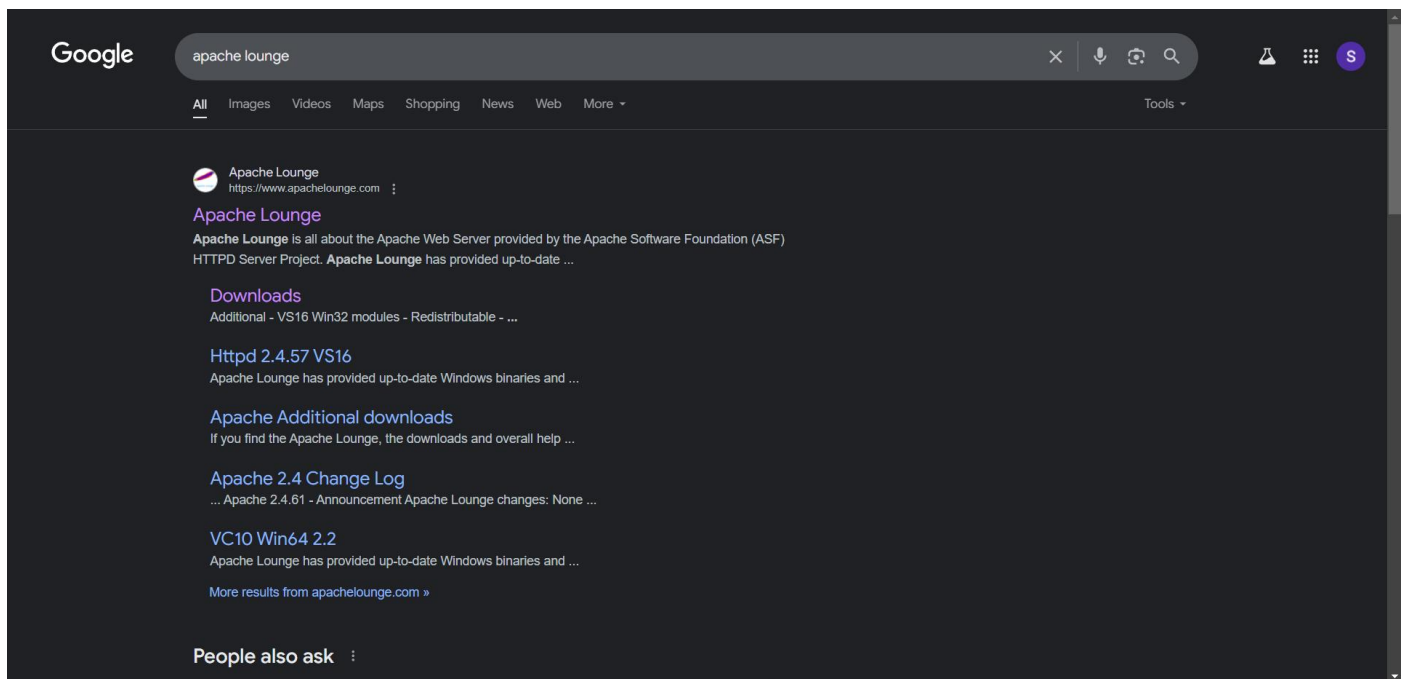 Google
apache lounge
S
All Images Videos Maps Shopping News Web More
Tools
Apache Lounge
https://www.apachelounge.com
Apache Lounge
Apache Lounge is all about the Apache Web Server provided by the Apache Software Foundation (ASF)
HTTPD Server Project. Apache Lounge has provided up-to-date ...
Downloads
Additional - VS16 Win32 modules - Redistributable - ...
Httpd 2.4.57 VS16
Apache Lounge has provided up-to-date Windows binaries and ...
Apache Additional downloads
If you find the Apache Lounge, the downloads and overall help ...
Apache 2.4 Change Log
... Apache 2.4.61 - Announcement Apache Lounge changes: None ...
VC10 Win64 2.2
Apache Lounge has provided up-to-date Windows binaries and ...
More results from apachelounge.com »
People also ask